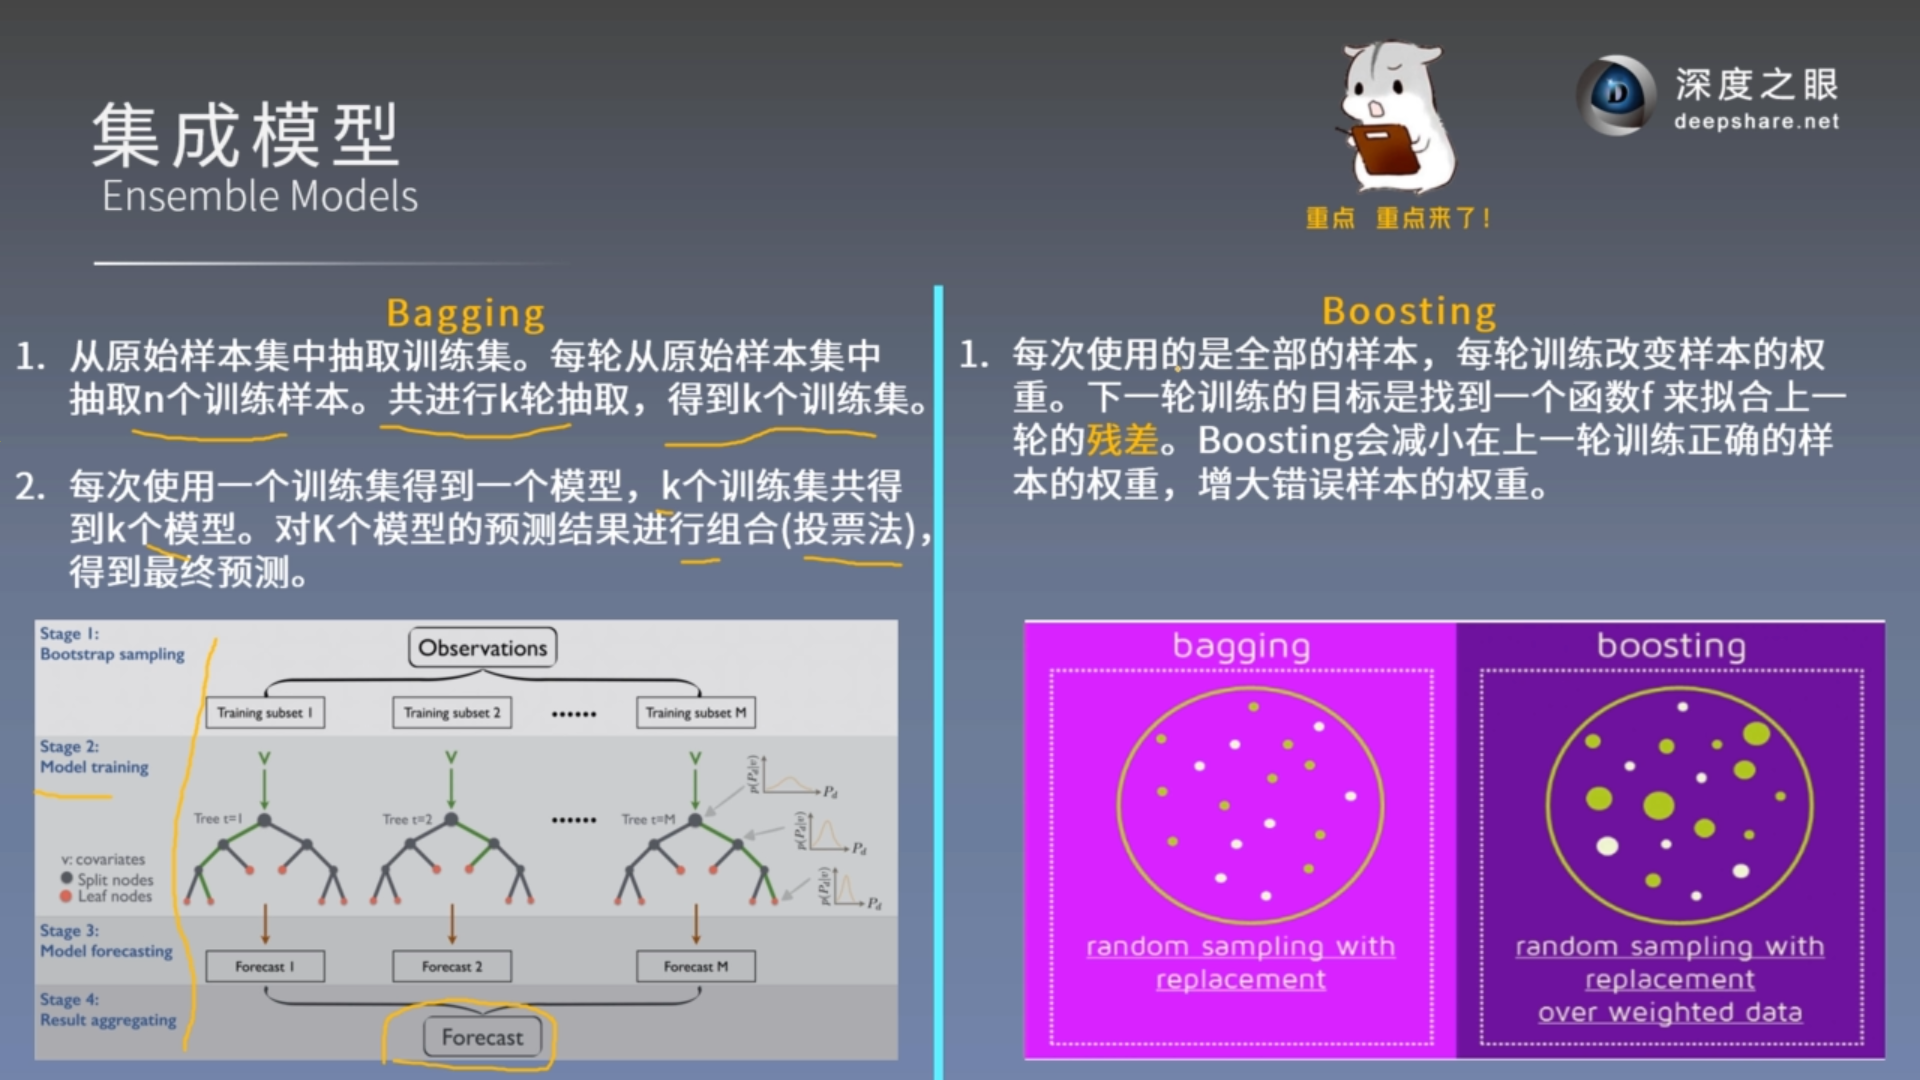 集成模型
Ensemble Models
重点 重点来了!
深度之眼
deepshare.net
Bagging
1. 从原始样本集中抽取训练集。每轮从原始样本集中
抽取n个训练样本。共进行k轮抽取，得到k个训练集。
2. 每次使用一个训练集得到一个模型，k个训练集共得
到k个模型。对K个模型的预测结果进行组合(投票法)，
得到最终预测。
Stage 1:
Bootstrap sampling
Observations
Training subset 1
Training subset 2
......
Training subset M
Stage 2:
Model training
v
v
v
p(Pd|v)
Pd
Tree t=1
Tree t=2
......
Tree t=M
p(Pd|v)
Pd
v: covariates
Split nodes
Leaf nodes
p(Pd|v)
Pd
Stage 3:
Model forecasting
Forecast 1
Forecast 2
Forecast M
Stage 4:
Result aggregating
Forecast
Boosting
1. 每次使用的是全部的样本，每轮训练改变样本的权
重。下一轮训练的目标是找到一个函数f 来拟合上一
轮的残差。Boosting会减小在上一轮训练正确的样
本的权重，增大错误样本的权重。
bagging
random sampling with
replacement
boosting
random sampling with
replacement
over weighted data